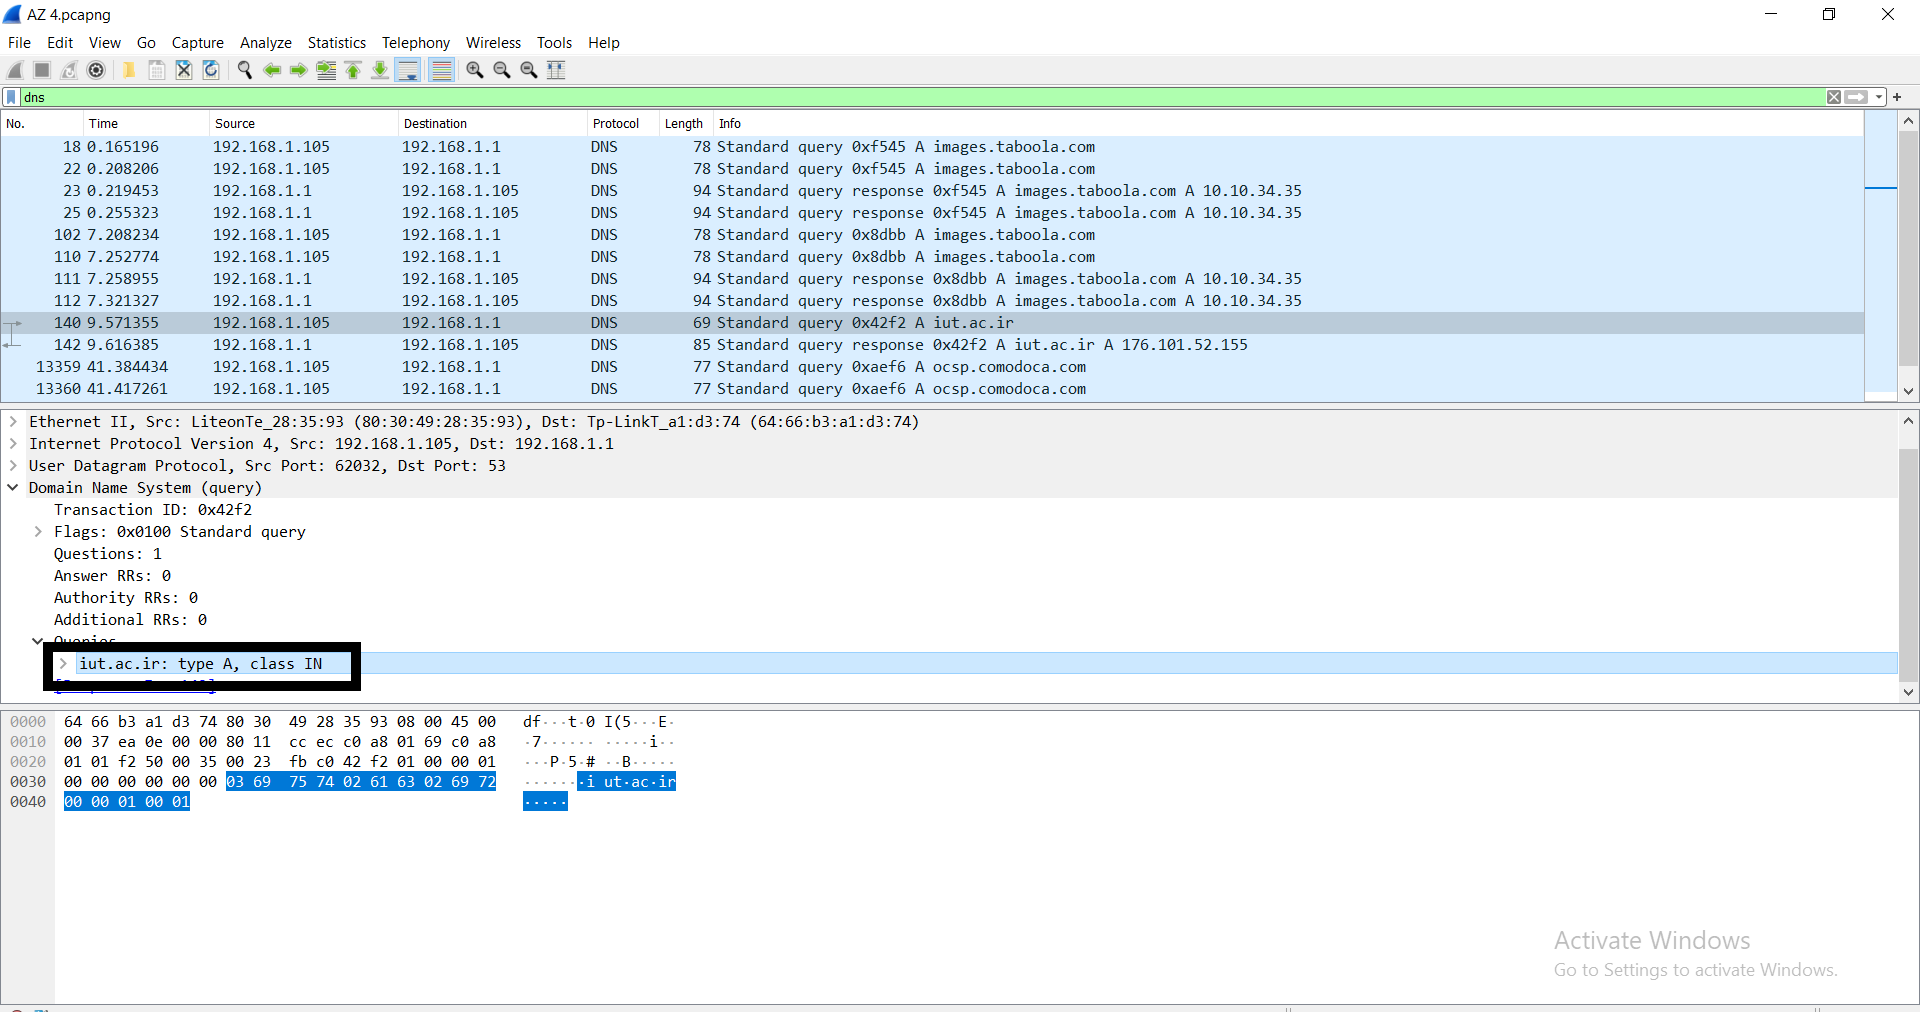 AZ 4.pcapng
File Edit View Go Capture Analyze Statistics Telephony Wireless Tools Help
dns
No. Time Source Destination Protocol Length Info
18 0.165196 192.168.1.105 192.168.1.1 DNS 78 Standard query 0xf545 A images.taboola.com
22 0.208206 192.168.1.105 192.168.1.1 DNS 78 Standard query 0xf545 A images.taboola.com
23 0.219453 192.168.1.1 192.168.1.105 DNS 94 Standard query response 0xf545 A images.taboola.com A 10.10.34.35
25 0.255323 192.168.1.1 192.168.1.105 DNS 94 Standard query response 0xf545 A images.taboola.com A 10.10.34.35
102 7.208234 192.168.1.105 192.168.1.1 DNS 78 Standard query 0x8dbb A images.taboola.com
110 7.252774 192.168.1.105 192.168.1.1 DNS 78 Standard query 0x8dbb A images.taboola.com
111 7.258955 192.168.1.1 192.168.1.105 DNS 94 Standard query response 0x8dbb A images.taboola.com A 10.10.34.35
112 7.321327 192.168.1.1 192.168.1.105 DNS 94 Standard query response 0x8dbb A images.taboola.com A 10.10.34.35
140 9.571355 192.168.1.105 192.168.1.1 DNS 69 Standard query 0x42f2 A iut.ac.ir
142 9.616385 192.168.1.1 192.168.1.105 DNS 85 Standard query response 0x42f2 A iut.ac.ir A 176.101.52.155
13359 41.384434 192.168.1.105 192.168.1.1 DNS 77 Standard query 0xaef6 A ocsp.comodoca.com
13360 41.417261 192.168.1.105 192.168.1.1 DNS 77 Standard query 0xaef6 A ocsp.comodoca.com
Ethernet II, Src: LiteonTe_28:35:93 (80:30:49:28:35:93), Dst: Tp-LinkT_a1:d3:74 (64:66:b3:a1:d3:74)
Internet Protocol Version 4, Src: 192.168.1.105, Dst: 192.168.1.1
User Datagram Protocol, Src Port: 62032, Dst Port: 53
Domain Name System (query)
Transaction ID: 0x42f2
Flags: 0x0100 Standard query
Questions: 1
Answer RRs: 0
Authority RRs: 0
Additional RRs: 0
Queries
iut.ac.ir: type A, class IN
0000 64 66 b3 a1 d3 74 80 30 49 28 35 93 08 00 45 00 df···t·0 I(5···E·
0010 00 37 ea 0e 00 00 80 11 cc ec c0 a8 01 69 c0 a8 ·7······ ·····i··
0020 01 01 f2 50 00 35 00 23 fb c0 42 f2 01 00 00 01 ···P·5·# ··B·····
0030 00 00 00 00 00 00 03 69 75 74 02 61 63 02 69 72 ·······i ut·ac·ir
0040 00 00 01 00 01 ·····
Activate Windows
Go to Settings to activate Windows.